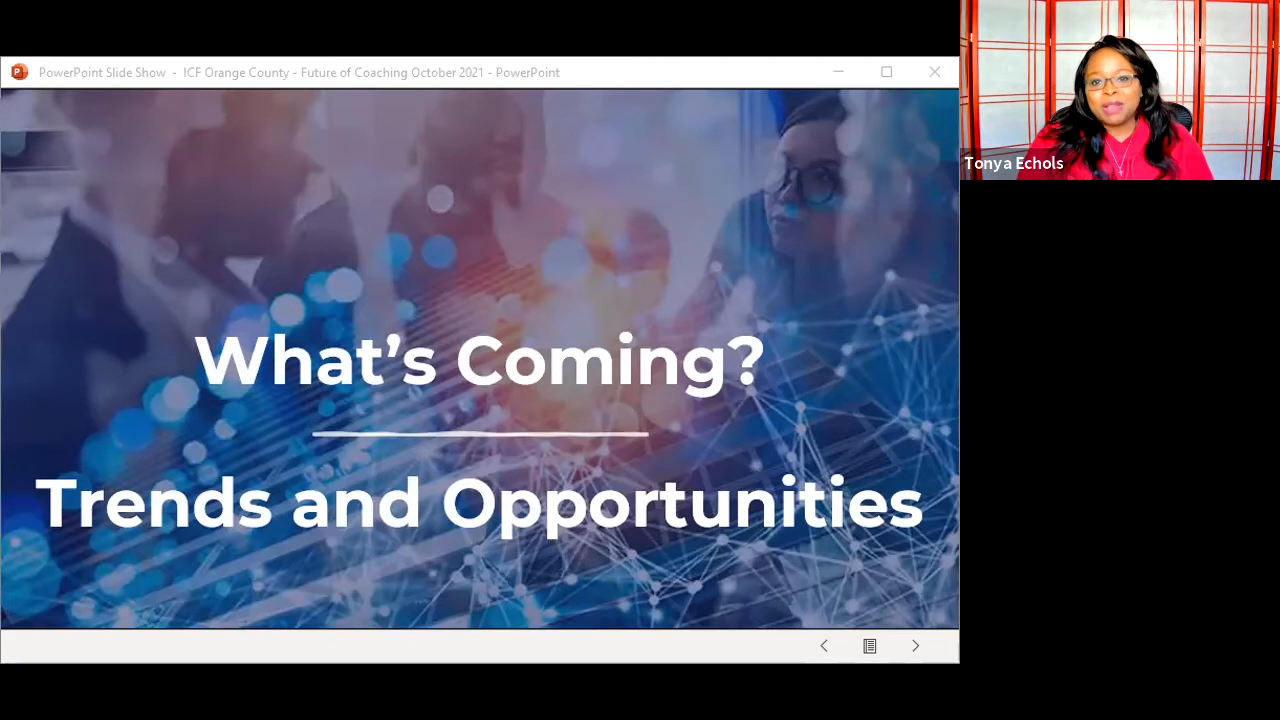 PowerPoint Slide Show - ICF Orange County - Future of Coaching October 2021 - PowerPoint
Tonya Echols
What's Coming?
Trends and Opportunities